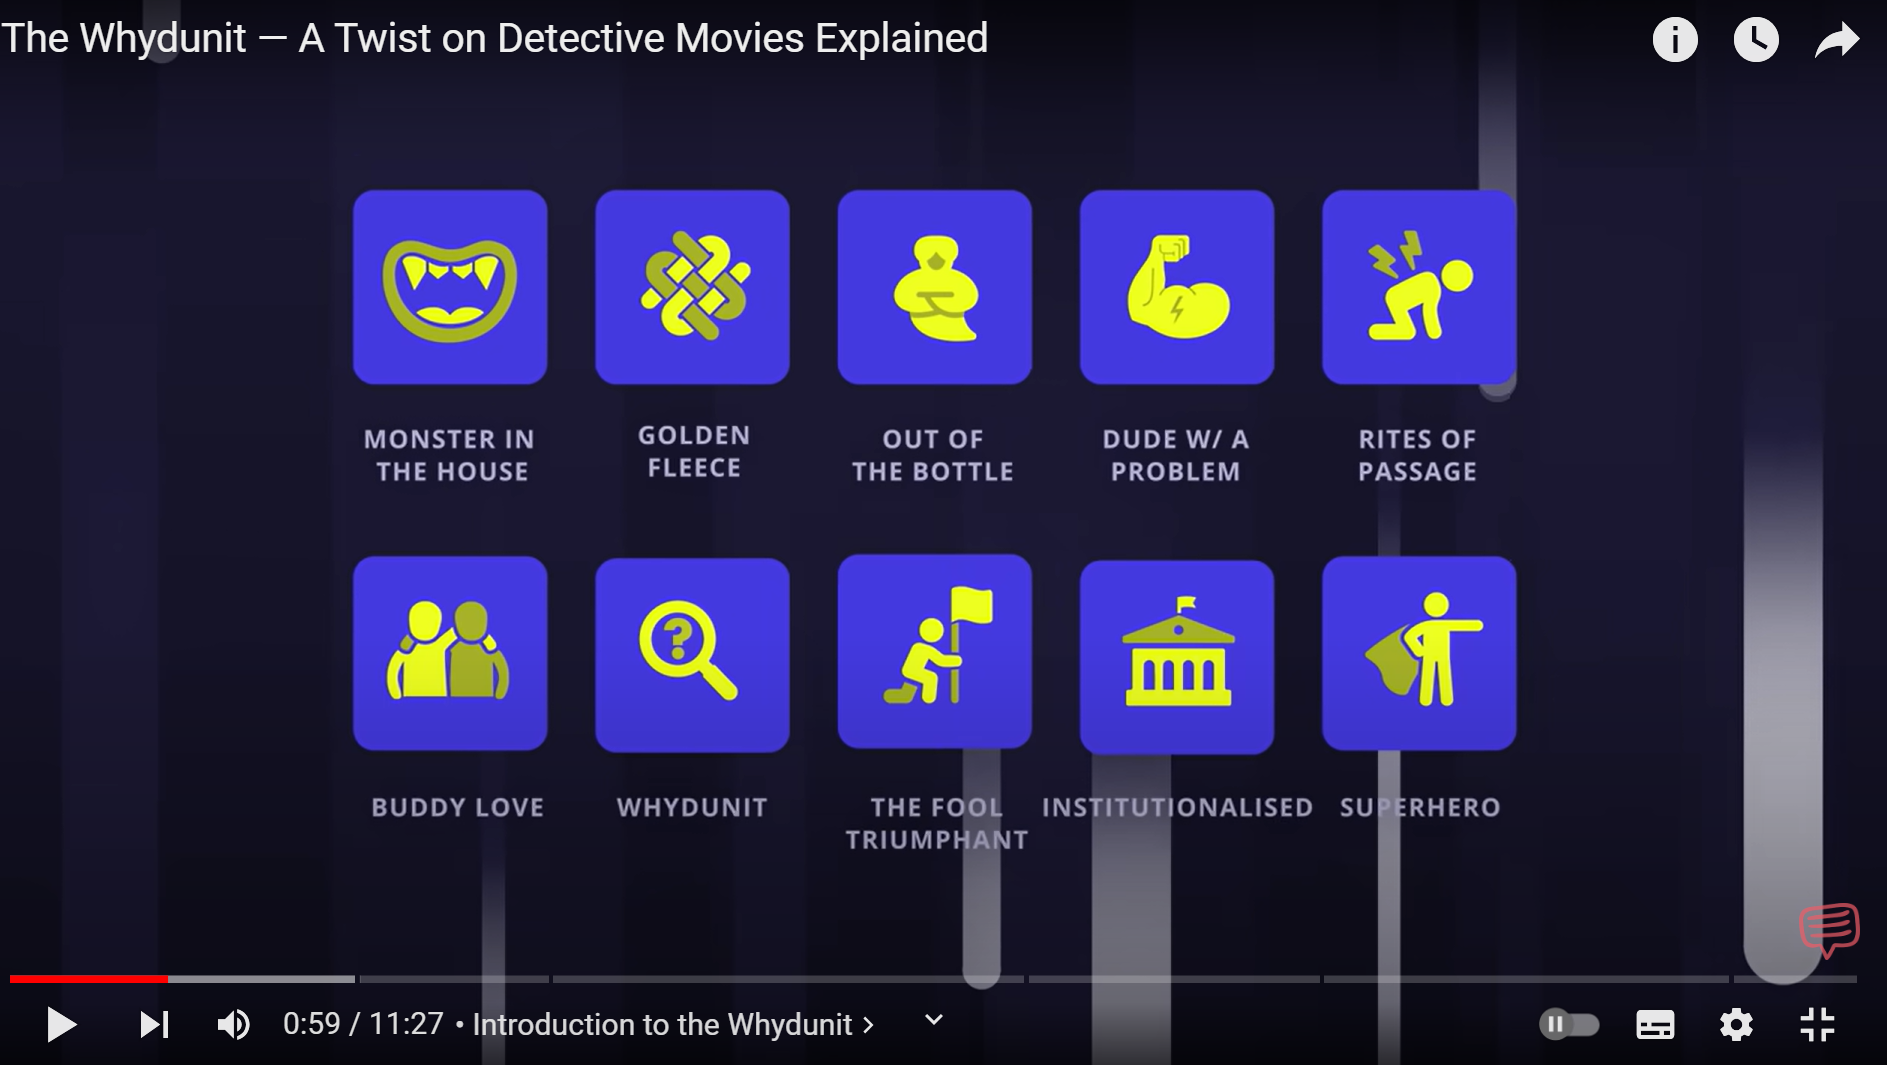 The Whydunit — A Twist on Detective Movies Explained
MONSTER IN
THE HOUSE
GOLDEN
FLEECE
OUT OF
THE BOTTLE
DUDE W/ A
PROBLEM
RITES OF
PASSAGE
?
BUDDY LOVE
WHYDUNIT
THE FOOL
TRIUMPHANT
INSTITUTIONALISED
SUPERHERO
0:59 / 11:27 • Introduction to the Whydunit >